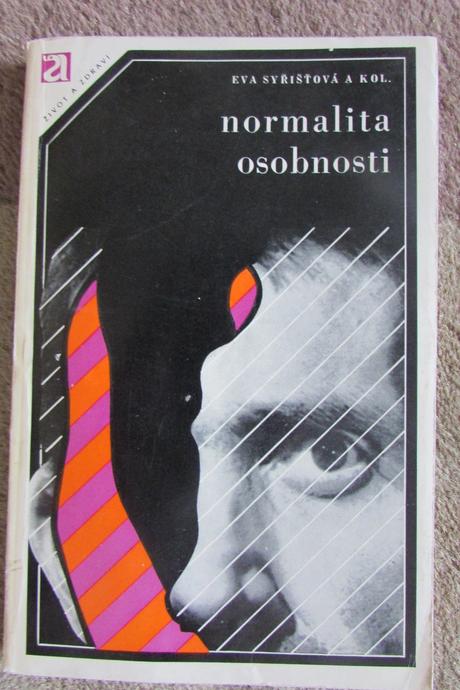 a
ŽIVOT A ZDRAVÍ
EVA SYŘIŠŤOVÁ A KOL.
normalita
osobnosti